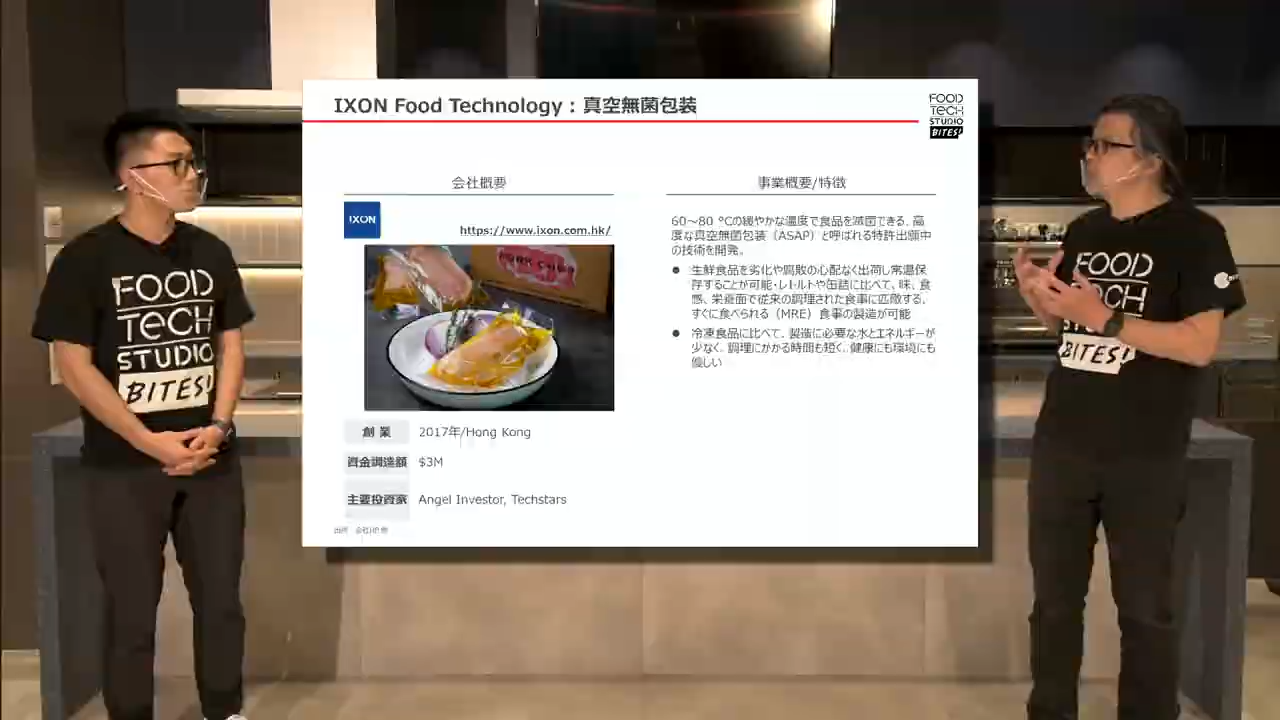 IXON Food Technology : 真空無菌包装
FOOD
TECH
STUDIO
BITES!
会社概要
IXON
https://www.ixon.com.hk/
PORK CHOP
創業 2017年/Hong Kong
資金調達額 $3M
主要投資家 Angel Investor, Techstars
出所 会社HP他
事業概要/特徴
60～80 °Cの緩やかな温度で食品を滅菌できる、高
度な真空無菌包装（ASAP）と呼ばれる特許出願中
の技術を開発。
● 生鮮食品を劣化や腐敗の心配なく出荷し常温保
存することが可能・レトルトや缶詰に比べて、味、食
感、栄養面で従来の調理された食事に匹敵する、
すぐに食べられる（MRE）食事の製造が可能
● 冷凍食品に比べて、製造に必要な水とエネルギーが
少なく、調理にかかる時間も短く、健康にも環境にも
優しい
FOOD
TECH
STUDIO
BITES!
FOOD
TECH
STUDIO
BITES!